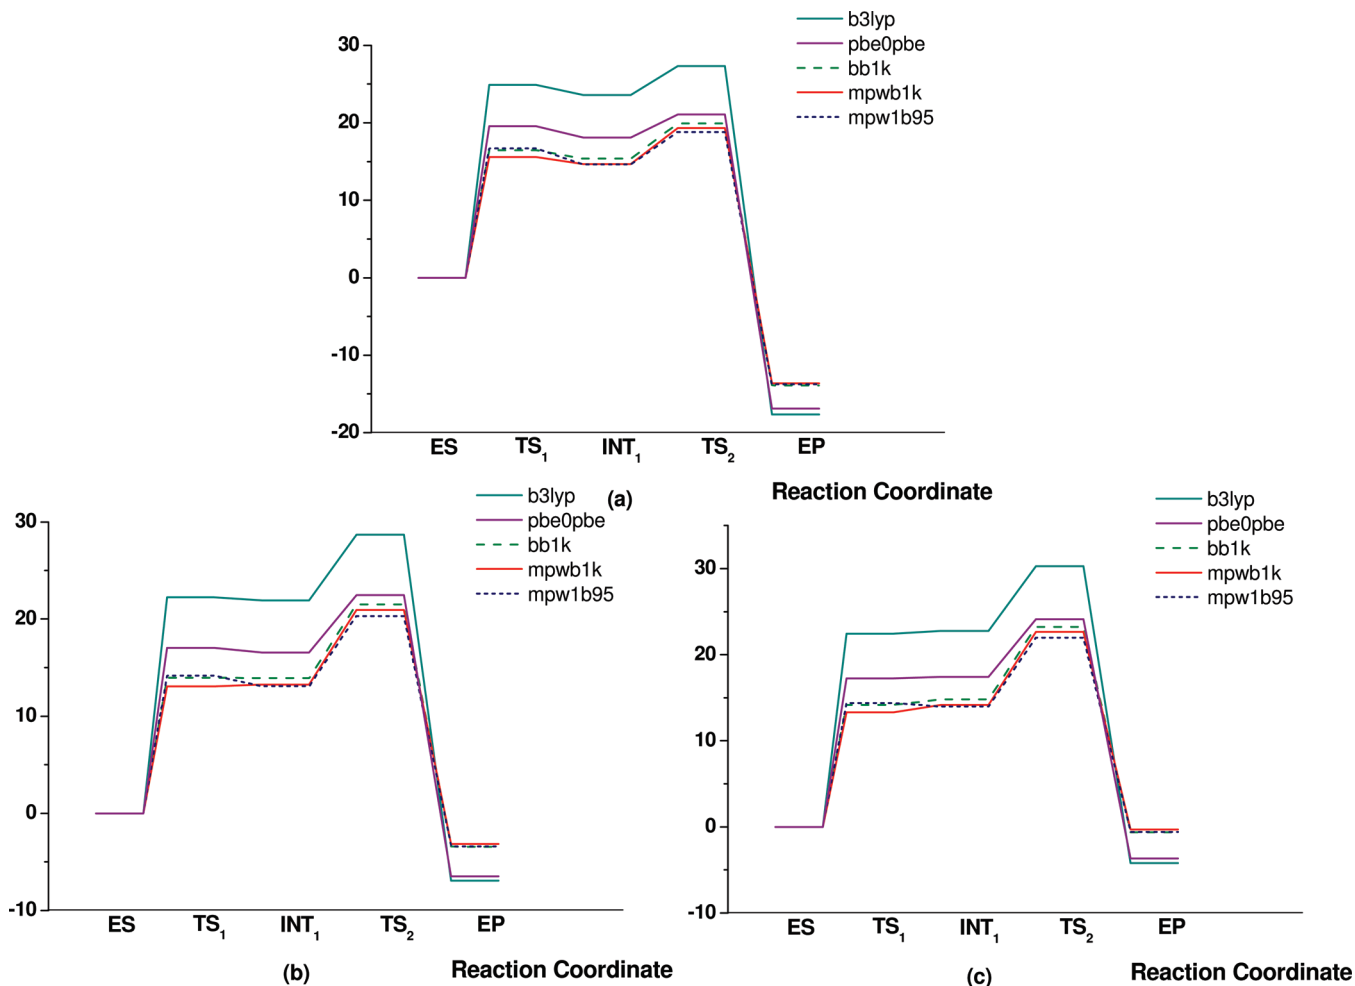 b3lyp
pbe0pbe
bb1k
mpwb1k
mpw1b95
30
20
10
0
-10
-20
ES TS1 INT1 TS2 EP
(a) Reaction Coordinate
b3lyp
pbe0pbe
bb1k
mpwb1k
mpw1b95
30
20
10
0
-10
ES TS1 INT1 TS2 EP
(b) Reaction Coordinate
b3lyp
pbe0pbe
bb1k
mpwb1k
mpw1b95
30
20
10
0
-10
ES TS1 INT1 TS2 EP
(c) Reaction Coordinate